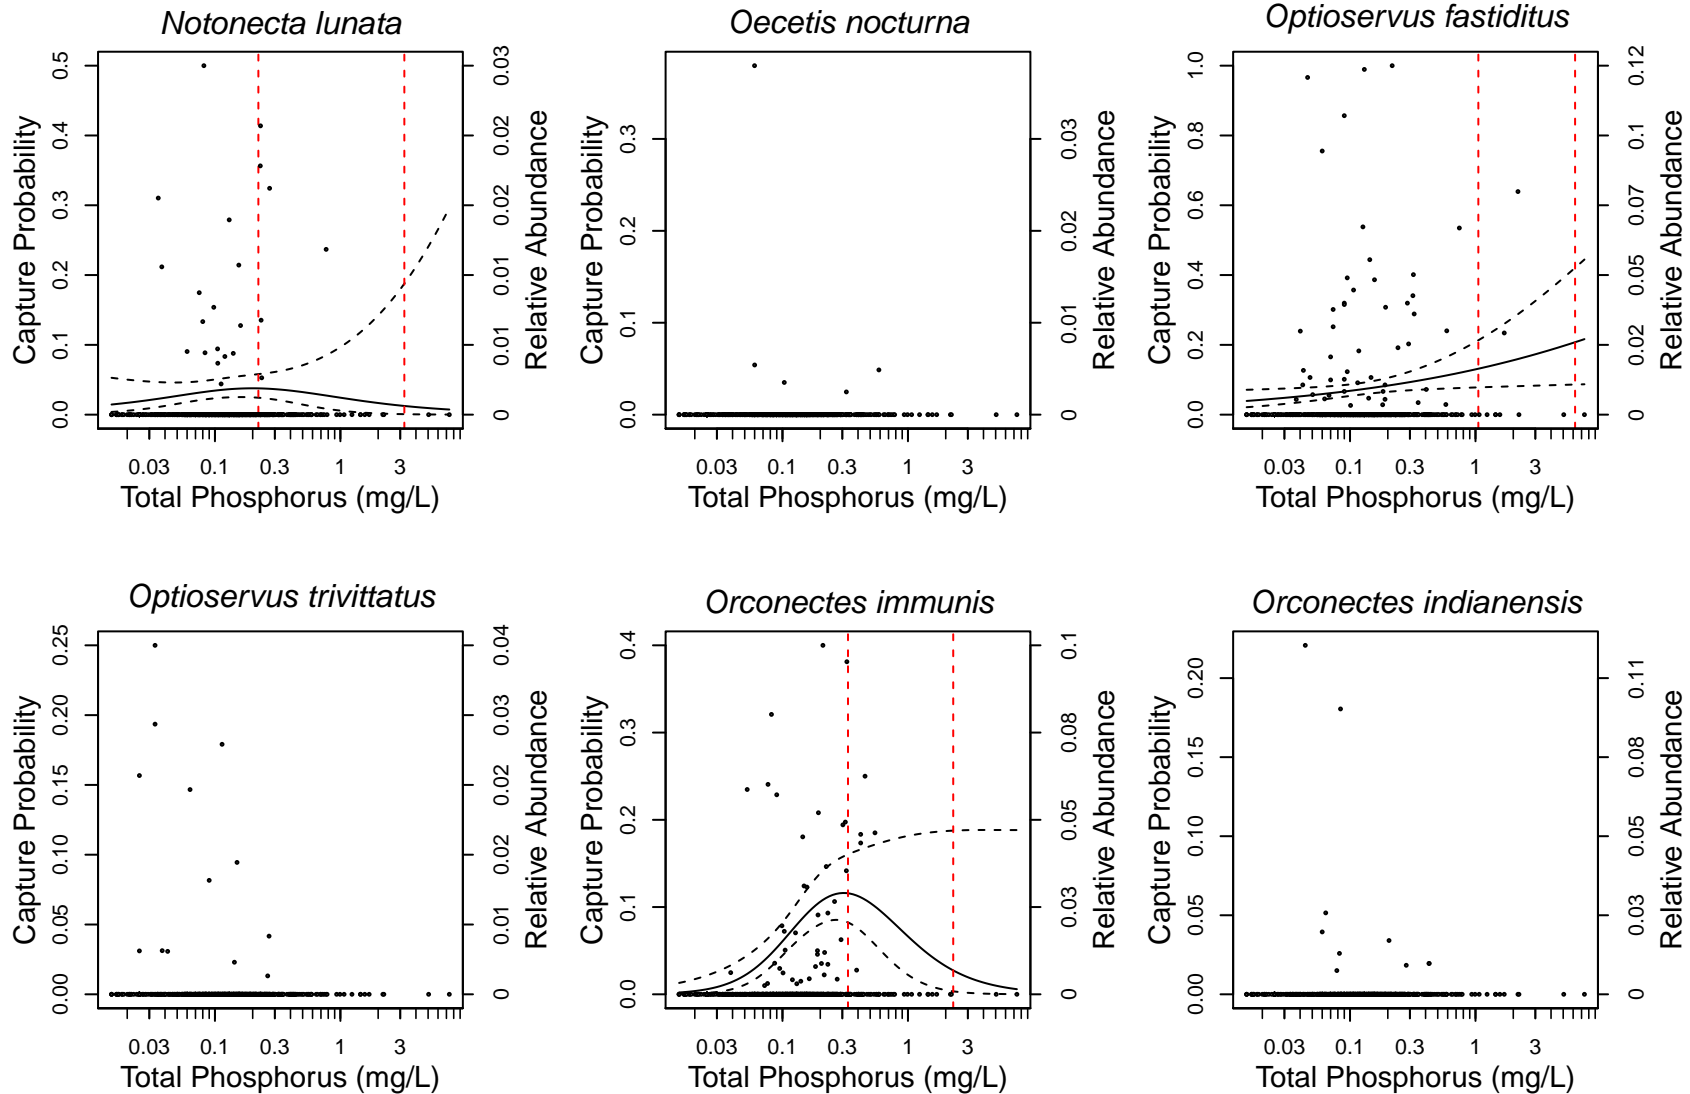 Notonecta lunata
Capture Probability
0.0 0.1 0.2 0.3 0.4 0.5
0.03 0.1 0.3 1 3
Total Phosphorus (mg/L)
0 0.01 0.01 0.02 0.02 0.03
Relative Abundance
Oecetis nocturna
Capture Probability
0.0 0.1 0.2 0.3
0.03 0.1 0.3 1 3
Total Phosphorus (mg/L)
0 0.01 0.02 0.03
Relative Abundance
Optioservus fastiditus
Capture Probability
0.0 0.2 0.4 0.6 0.8 1.0
0.03 0.1 0.3 1 3
Total Phosphorus (mg/L)
0 0.02 0.05 0.07 0.1 0.12
Relative Abundance
Optioservus trivittatus
Capture Probability
0.00 0.05 0.10 0.15 0.20 0.25
0.03 0.1 0.3 1 3
Total Phosphorus (mg/L)
0 0.01 0.02 0.02 0.03 0.04
Relative Abundance
Orconectes immunis
Capture Probability
0.0 0.1 0.2 0.3 0.4
0.03 0.1 0.3 1 3
Total Phosphorus (mg/L)
0 0.03 0.05 0.08 0.1
Relative Abundance
Orconectes indianensis
Capture Probability
0.00 0.05 0.10 0.15 0.20
0.03 0.1 0.3 1 3
Total Phosphorus (mg/L)
0 0.03 0.05 0.08 0.11
Relative Abundance